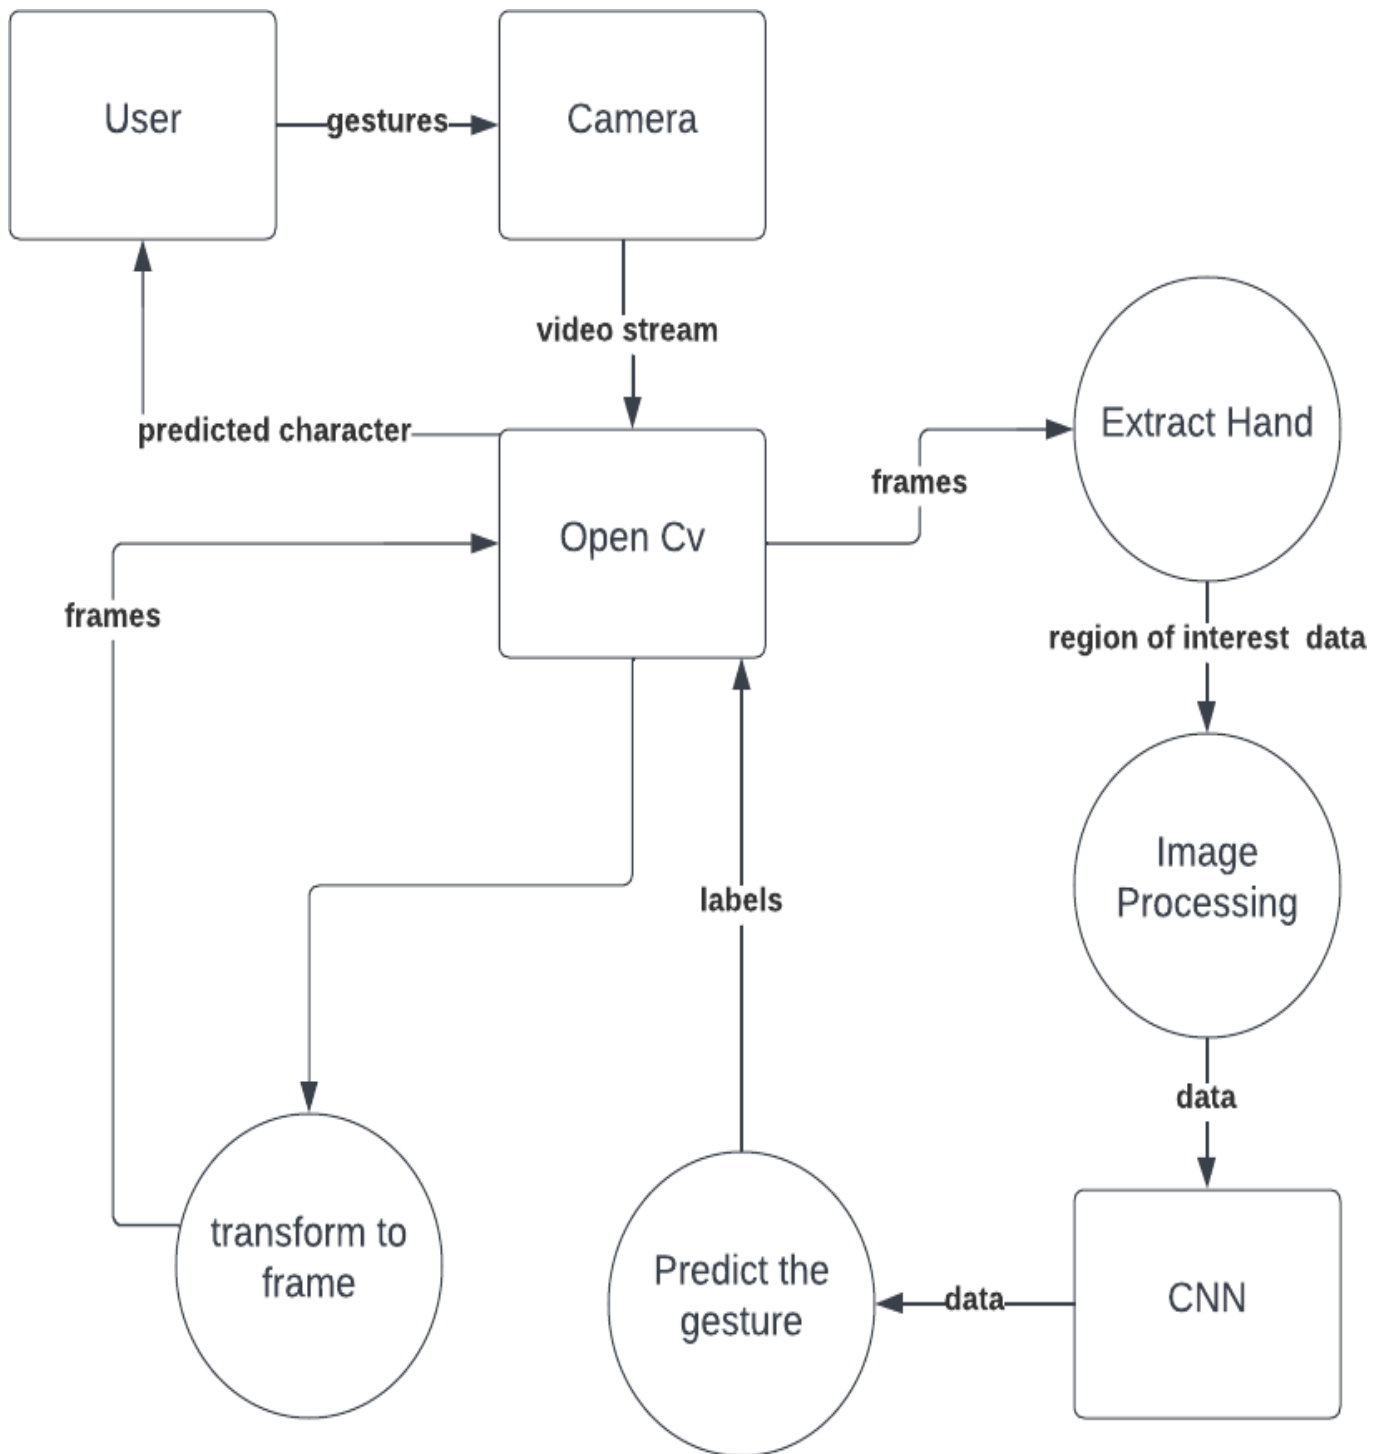 User
gestures
Camera
video stream
predicted character
Open Cv
frames
Extract Hand
frames
region of interest  data
Image
Processing
labels
data
transform to
frame
Predict the
gesture
data
CNN